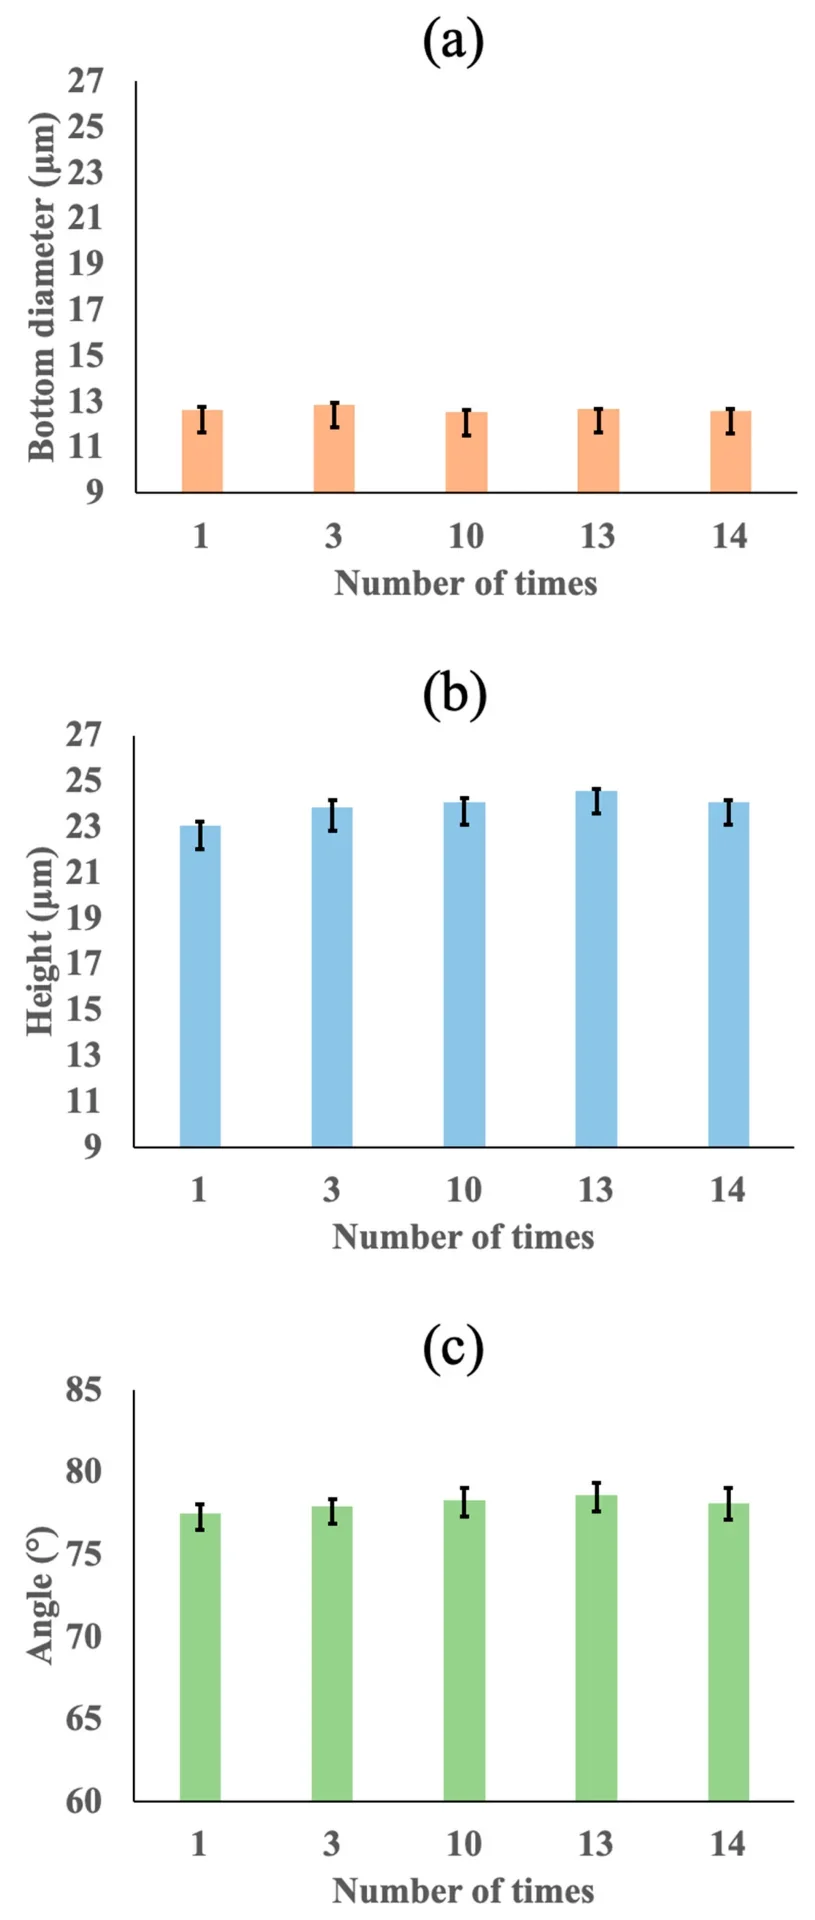 (a)
Bottom diameter (μm)
27
25
23
21
19
17
15
13
11
9
1 3 10 13 14
Number of times
(b)
Height (μm)
27
25
23
21
19
17
15
13
11
9
1 3 10 13 14
Number of times
(c)
Angle (°)
85
80
75
70
65
60
1 3 10 13 14
Number of times